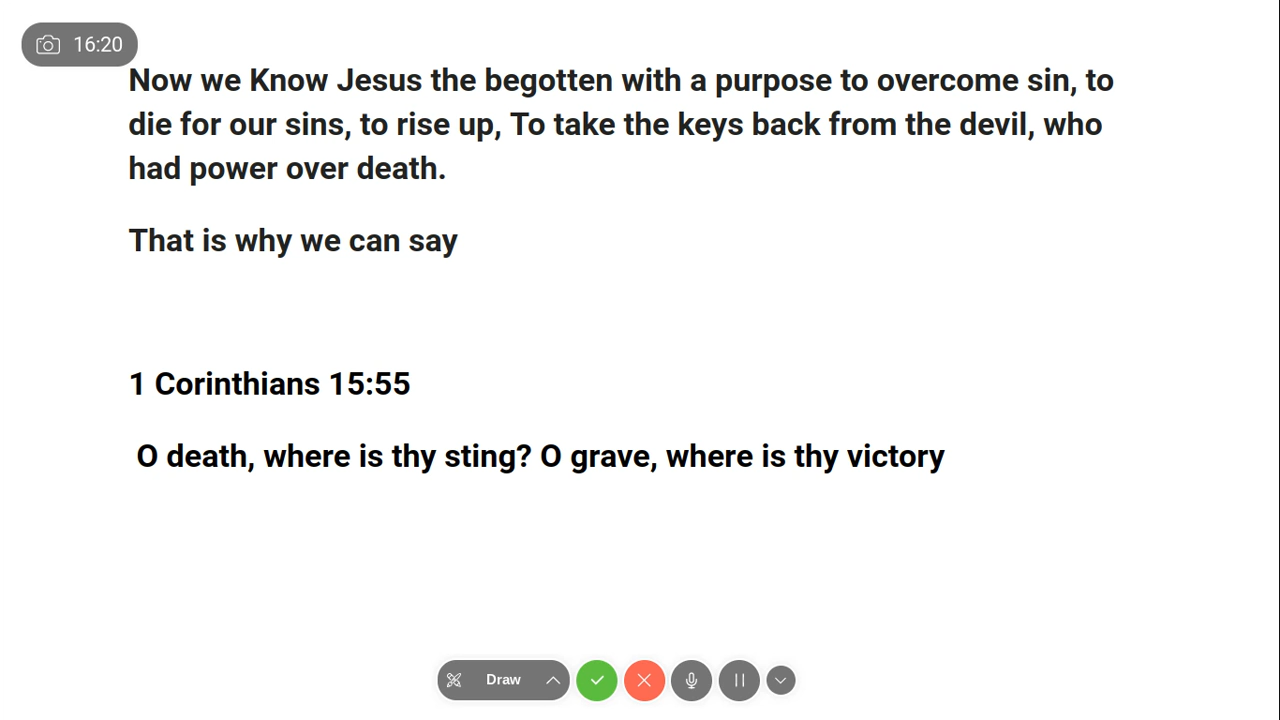 16:20
Now we Know Jesus the begotten with a purpose to overcome sin, to
die for our sins, to rise up, To take the keys back from the devil, who
had power over death.
That is why we can say
1 Corinthians 15:55
O death, where is thy sting? O grave, where is thy victory
Draw